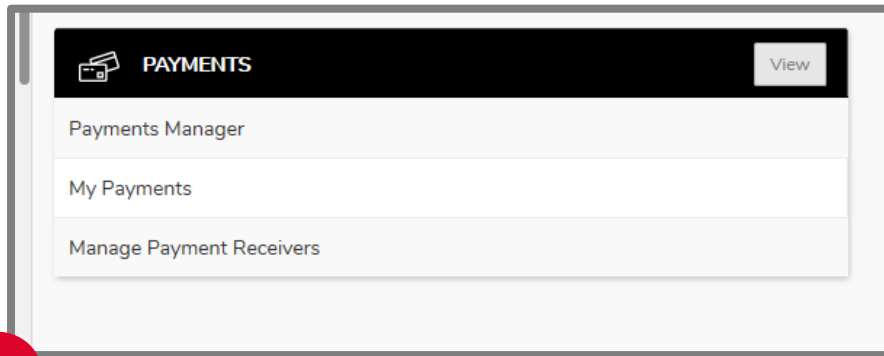 PAYMENTS
View
Payments Manager
My Payments
Manage Payment Receivers